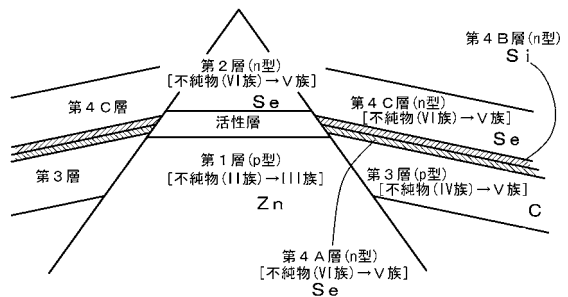 第4B層(n型)
Si
第2層(n型)
[不純物(VI族)→V族]
Se
第4C層
第4C層(n型)
[不純物(VI族)→V族]
Se
活性層
第1層(p型)
[不純物(II族)→III族]
Zn
第3層
第3層(p型)
[不純物(IV族)→V族]
C
第4A層(n型)
[不純物(VI族)→V族]
Se